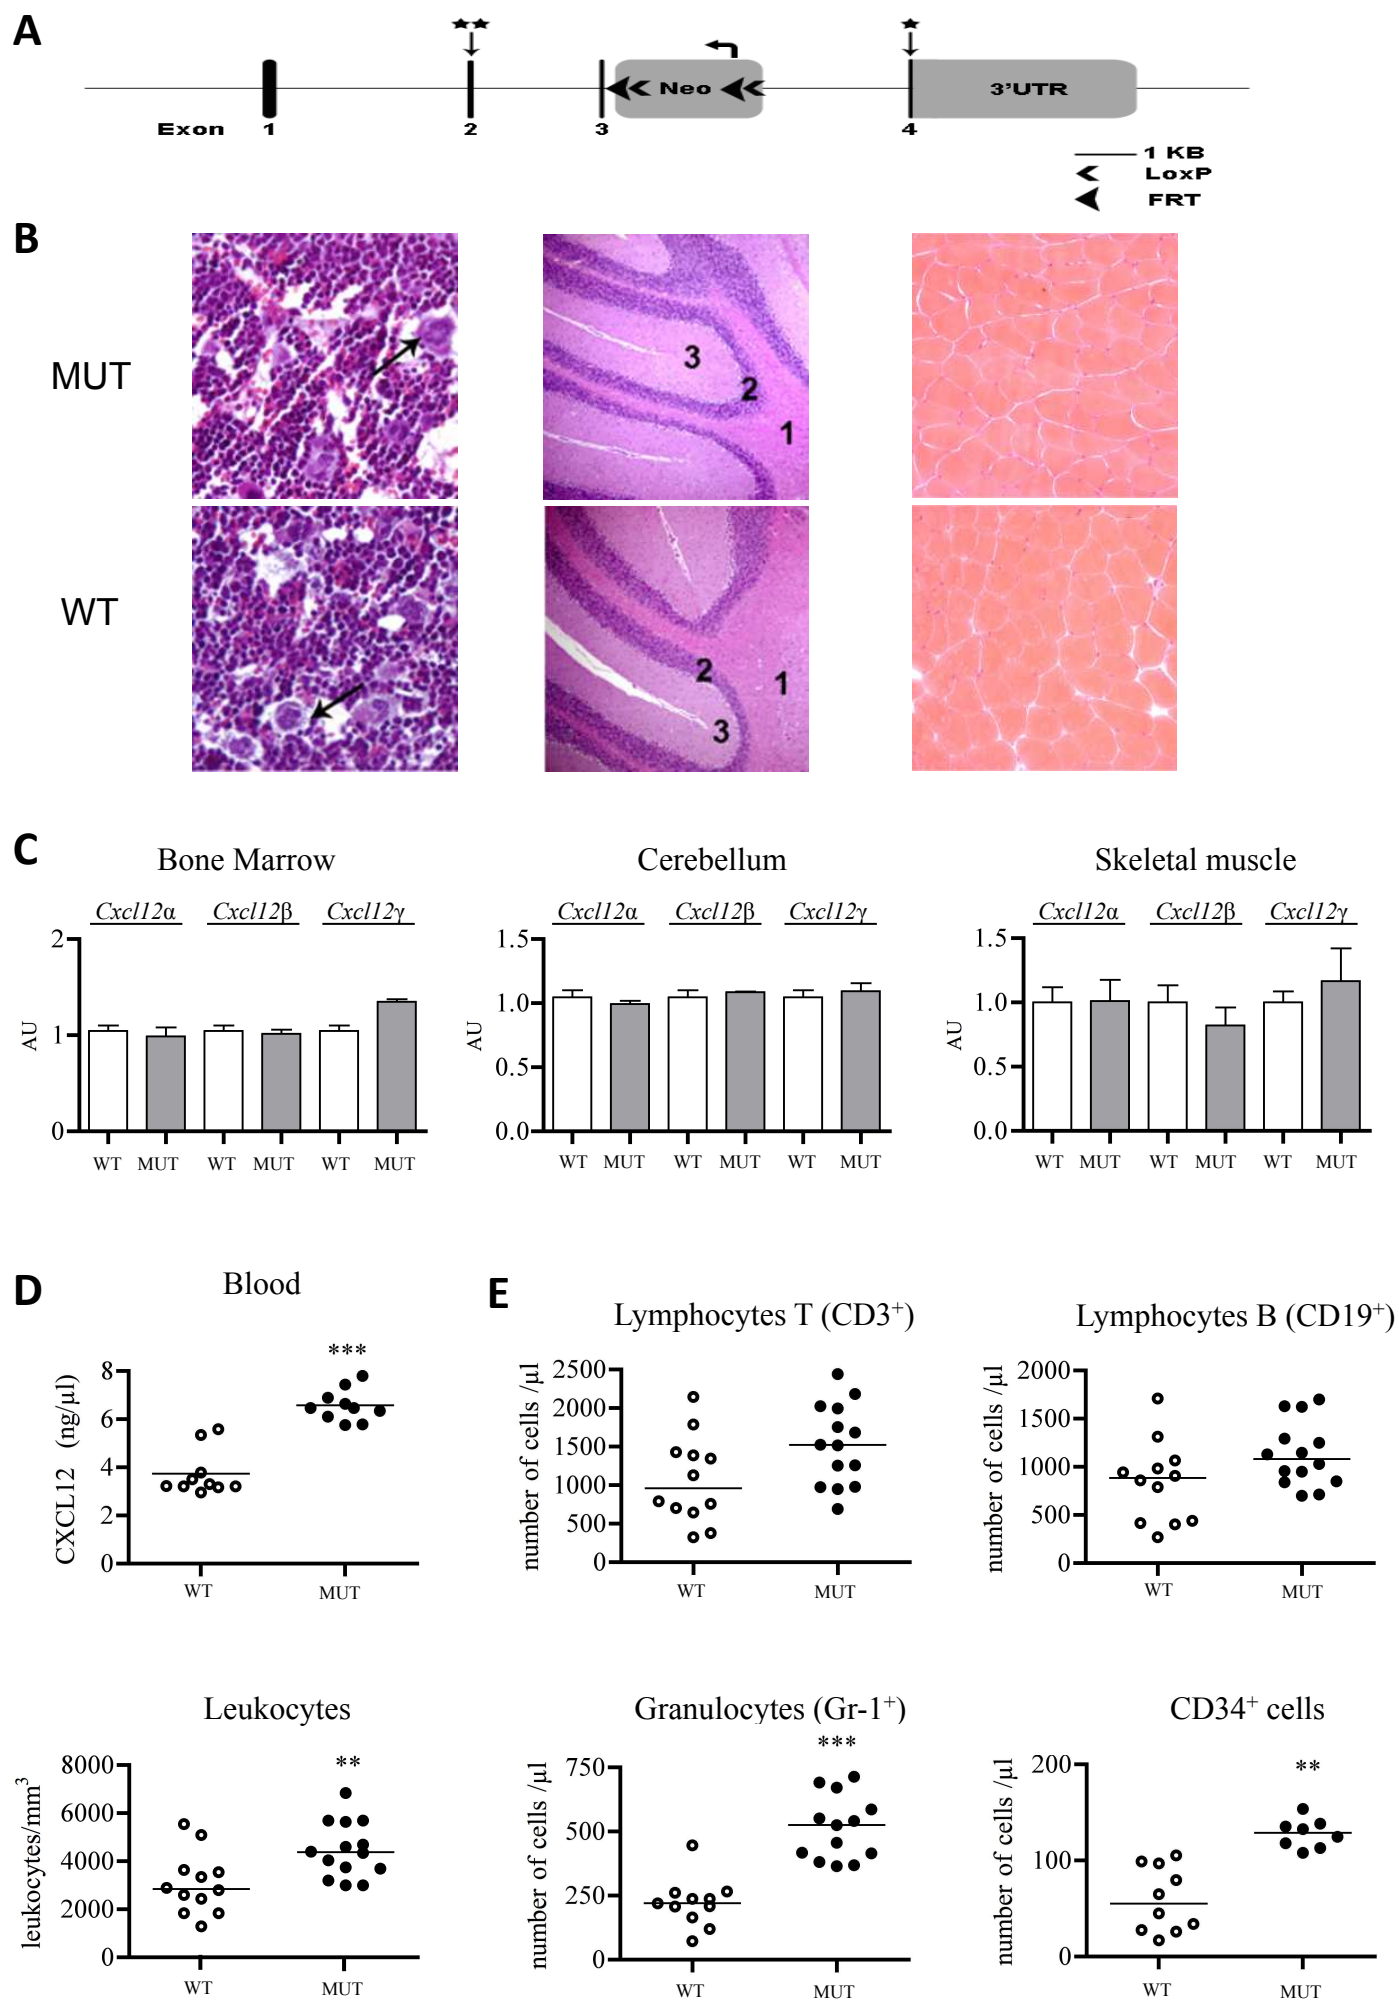 A
★★
★
Neo
3'UTR
Exon 1 2 3 4
1 KB
LoxP
FRT
B
MUT
3
2
1
WT
2
1
3
C
Bone Marrow
Cxcl12α Cxcl12β Cxcl12γ
2
1
0
AU
WT MUT WT MUT WT MUT
Cerebellum
Cxcl12α Cxcl12β Cxcl12γ
1.5
1.0
0.5
0.0
AU
WT MUT WT MUT WT MUT
Skeletal muscle
Cxcl12α Cxcl12β Cxcl12γ
1.5
1.0
0.5
0.0
AU
WT MUT WT MUT WT MUT
D
Blood
***
8
6
4
2
0
CXCL12 (ng/µl)
WT MUT
E
Lymphocytes T (CD3+)
2500
2000
1500
1000
500
0
number of cells /µl
WT MUT
Lymphocytes B (CD19+)
2000
1500
1000
500
0
number of cells /µl
WT MUT
Leukocytes
**
8000
6000
4000
2000
0
leukocytes/mm3
WT MUT
Granulocytes (Gr-1+)
***
750
500
250
0
number of cells /µl
WT MUT
CD34+ cells
**
200
100
0
number of cells /µl
WT MUT